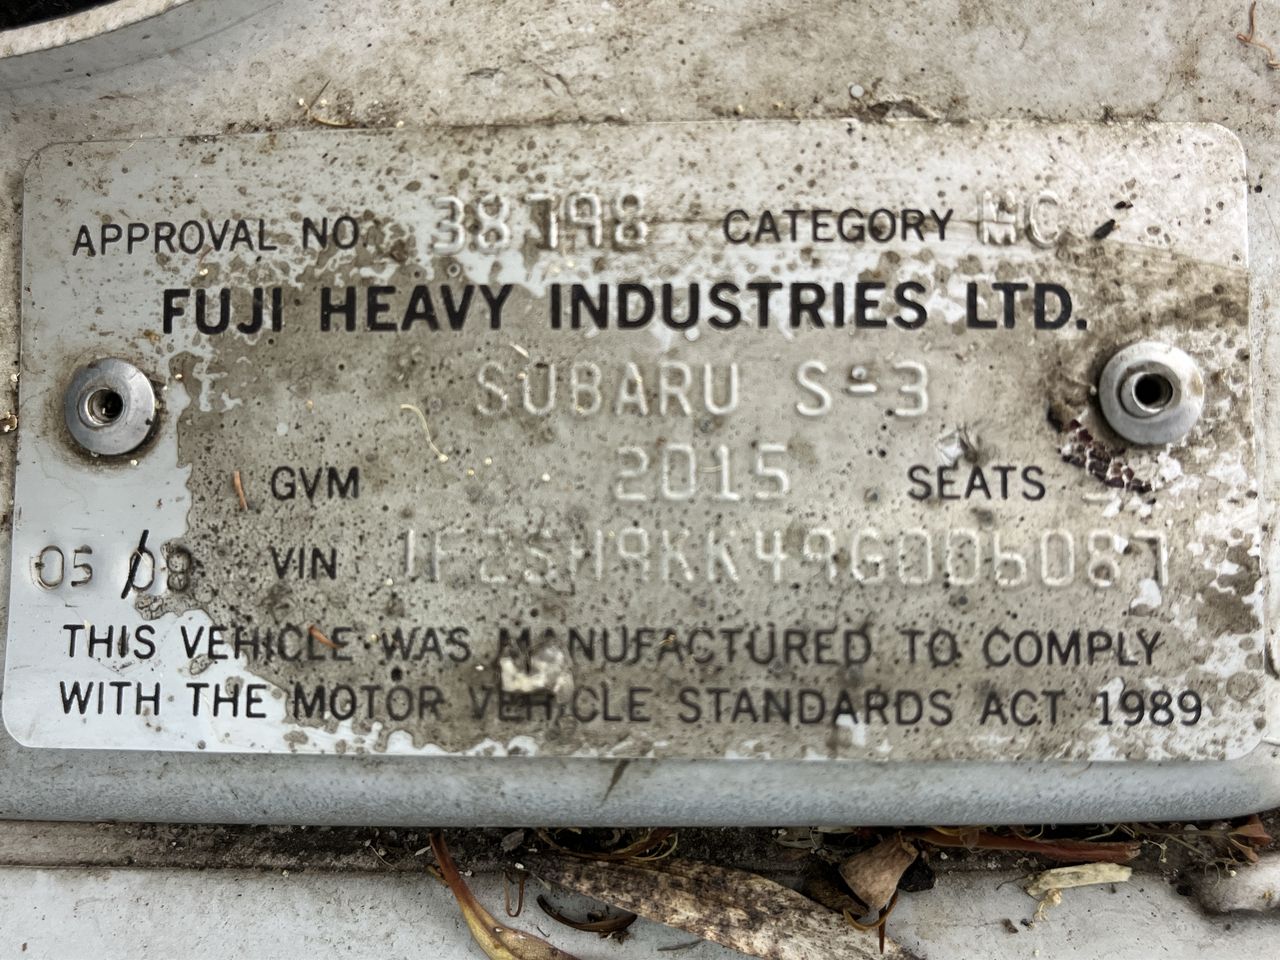 APPROVAL NO 38798 CATEGORY MC
FUJI HEAVY INDUSTRIES LTD.
SUBARU S-3
GVM 2015 SEATS
05 /08 VIN JF2SH9KK49G006087
THIS VEHICLE WAS MANUFACTURED TO COMPLY
WITH THE MOTOR VEHICLE STANDARDS ACT 1989